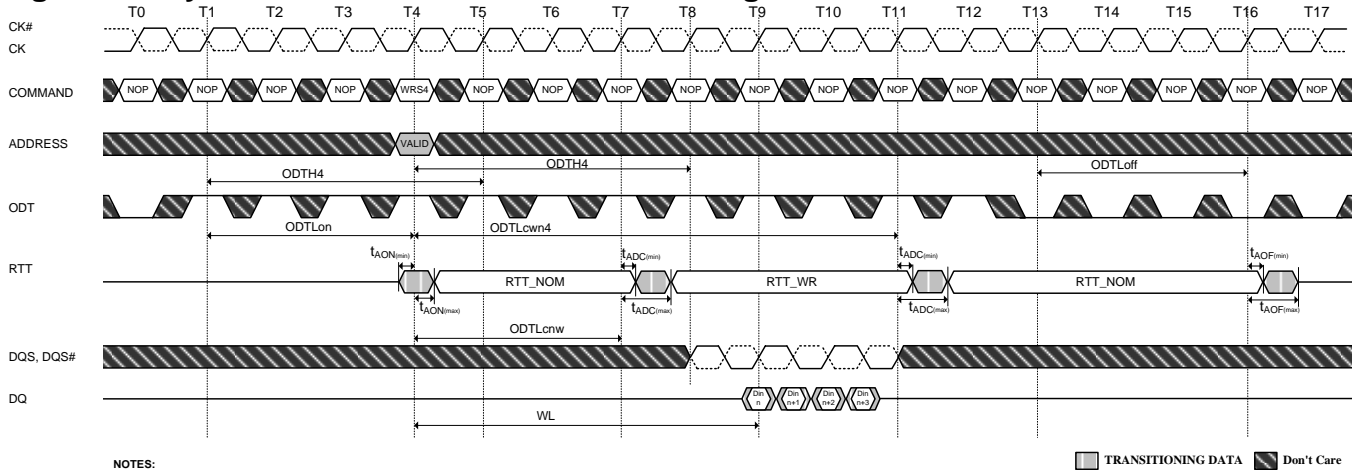 T0 T1 T2 T3 T4 T5 T6 T7 T8 T9 T10 T11 T12 T13 T14 T15 T16 T17
CK#
CK
COMMAND NOP NOP NOP NOP WRS4 NOP NOP NOP NOP NOP NOP NOP NOP NOP NOP NOP NOP NOP
ADDRESS VALID
ODTH4 ODTH4 ODTLoff
ODT
ODTLon ODTLcwn4
tAON(min) tADC(min) tADC(min) tAOF(min)
RTT RTT_NOM RTT_WR RTT_NOM
tAON(max) tADC(max) tADC(max) tAOF(max)
ODTLcnw
DQS, DQS#
DQ Din n Din n+1 Din n+2 Din n+3
WL
NOTES:
TRANSITIONING DATA Don't Care